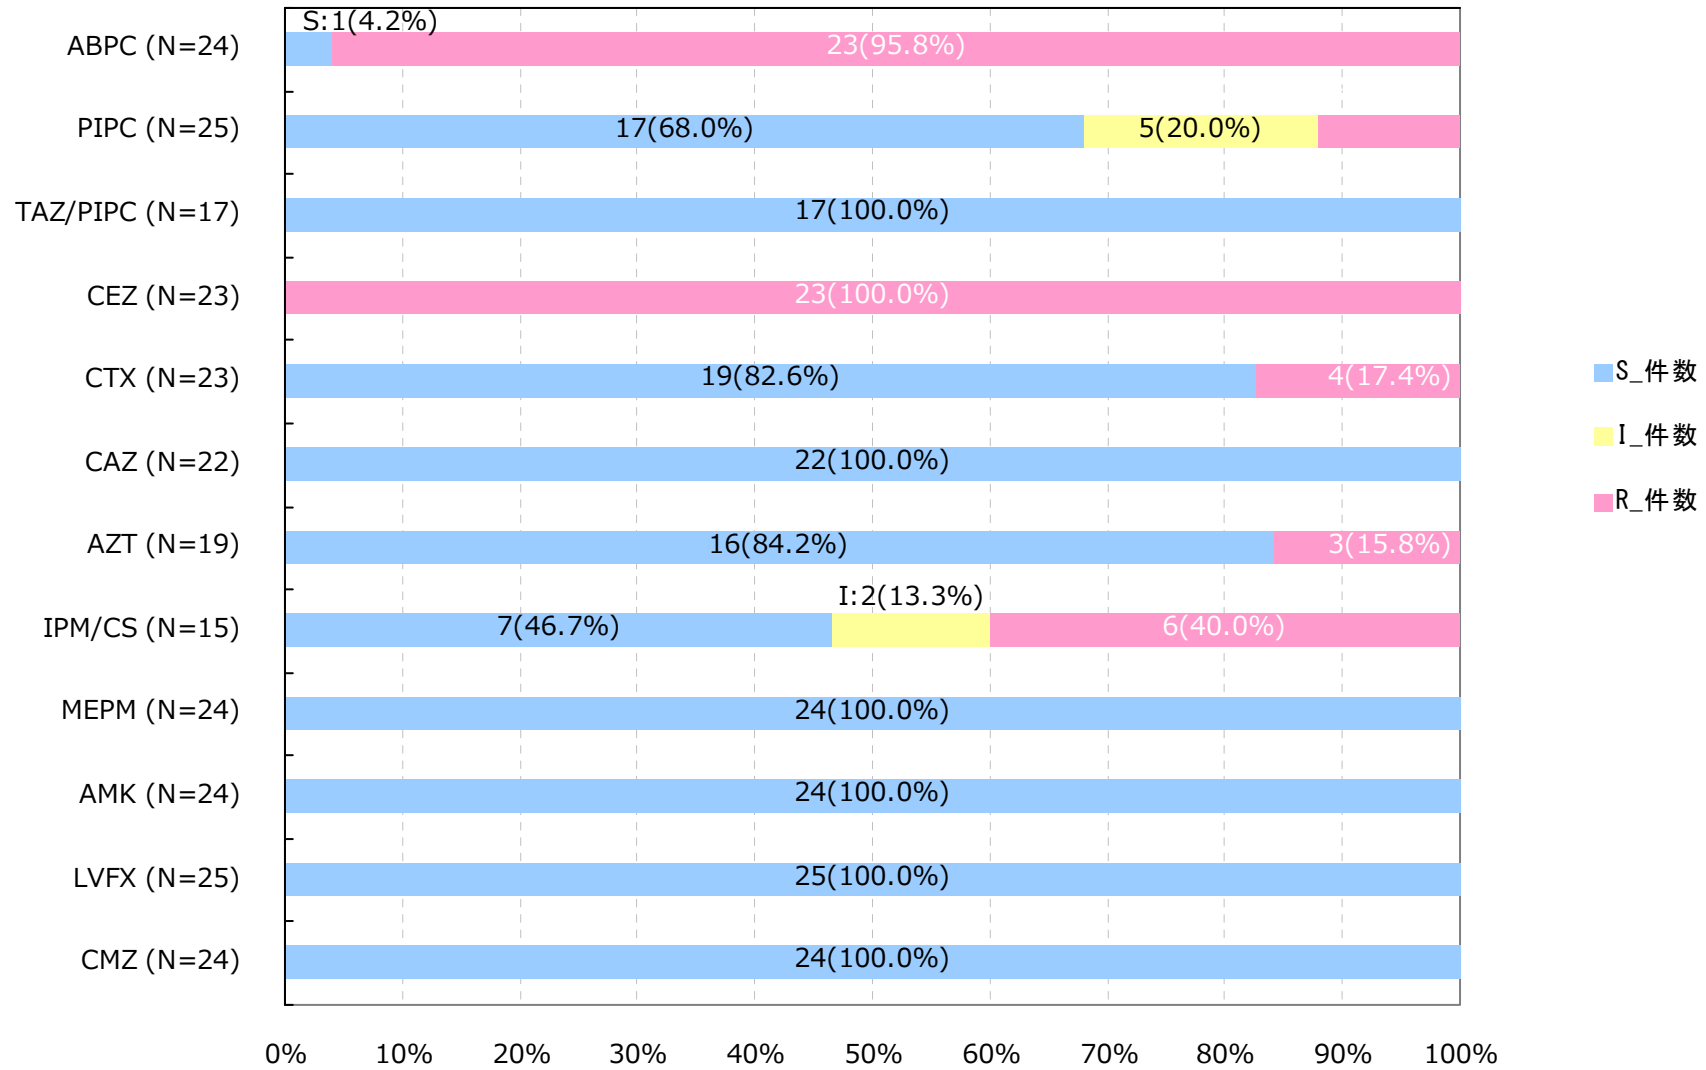 S:1(4.2%)
ABPC (N=24)
23(95.8%)
PIPC (N=25)
17(68.0%)
5(20.0%)
TAZ/PIPC (N=17)
17(100.0%)
CEZ (N=23)
23(100.0%)
CTX (N=23)
19(82.6%)
4(17.4%)
CAZ (N=22)
22(100.0%)
AZT (N=19)
16(84.2%)
3(15.8%)
I:2(13.3%)
IPM/CS (N=15)
7(46.7%)
6(40.0%)
MEPM (N=24)
24(100.0%)
AMK (N=24)
24(100.0%)
LVFX (N=25)
25(100.0%)
CMZ (N=24)
24(100.0%)
0% 10% 20% 30% 40% 50% 60% 70% 80% 90% 100%
S_件数
I_件数
R_件数